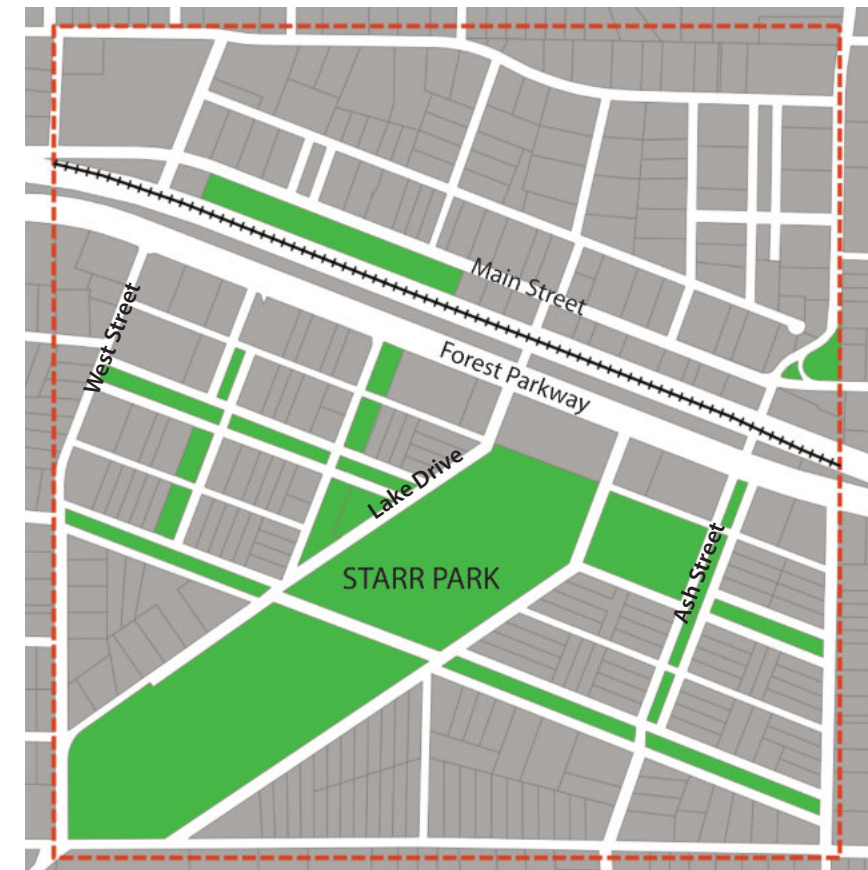 Main Street
West Street
Forest Parkway
Lake Drive
Ash Street
STARR PARK